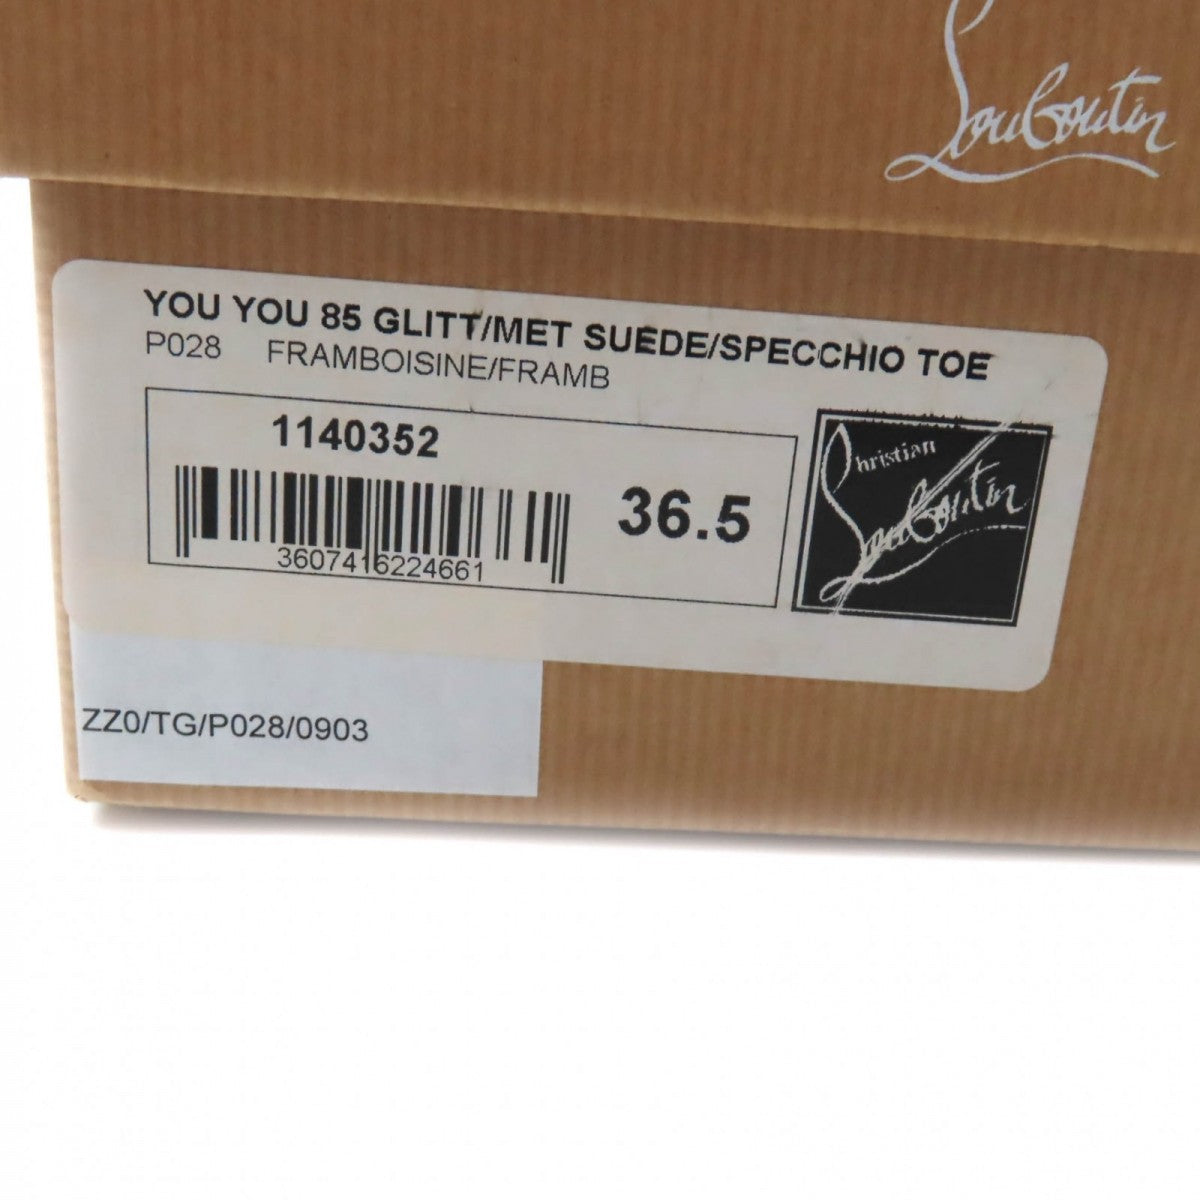 Louboutin
YOU YOU 85 GLITT/MET SUEDE/SPECCHIO TOE
P028 FRAMBOISINE/FRAMB
1140352
36.5
3607416224661
Christian
Louboutin
ZZ0/TG/P028/0903